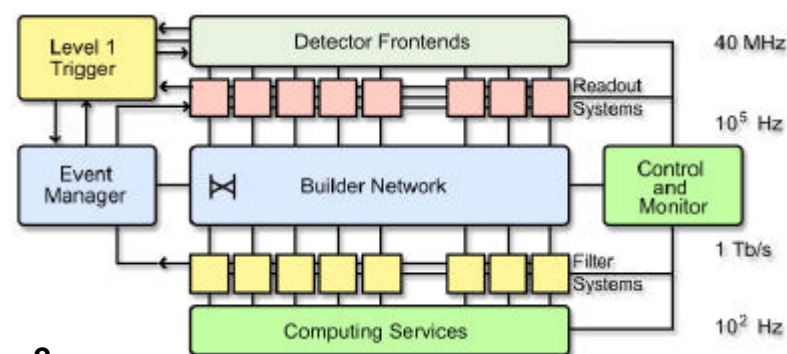 Level 1
Trigger
Detector Frontends
40 MHz
Readout
Systems
10⁵ Hz
Event
Manager
Builder Network
Control
and
Monitor
1 Tb/s
Filter
Systems
Computing Services
10² Hz